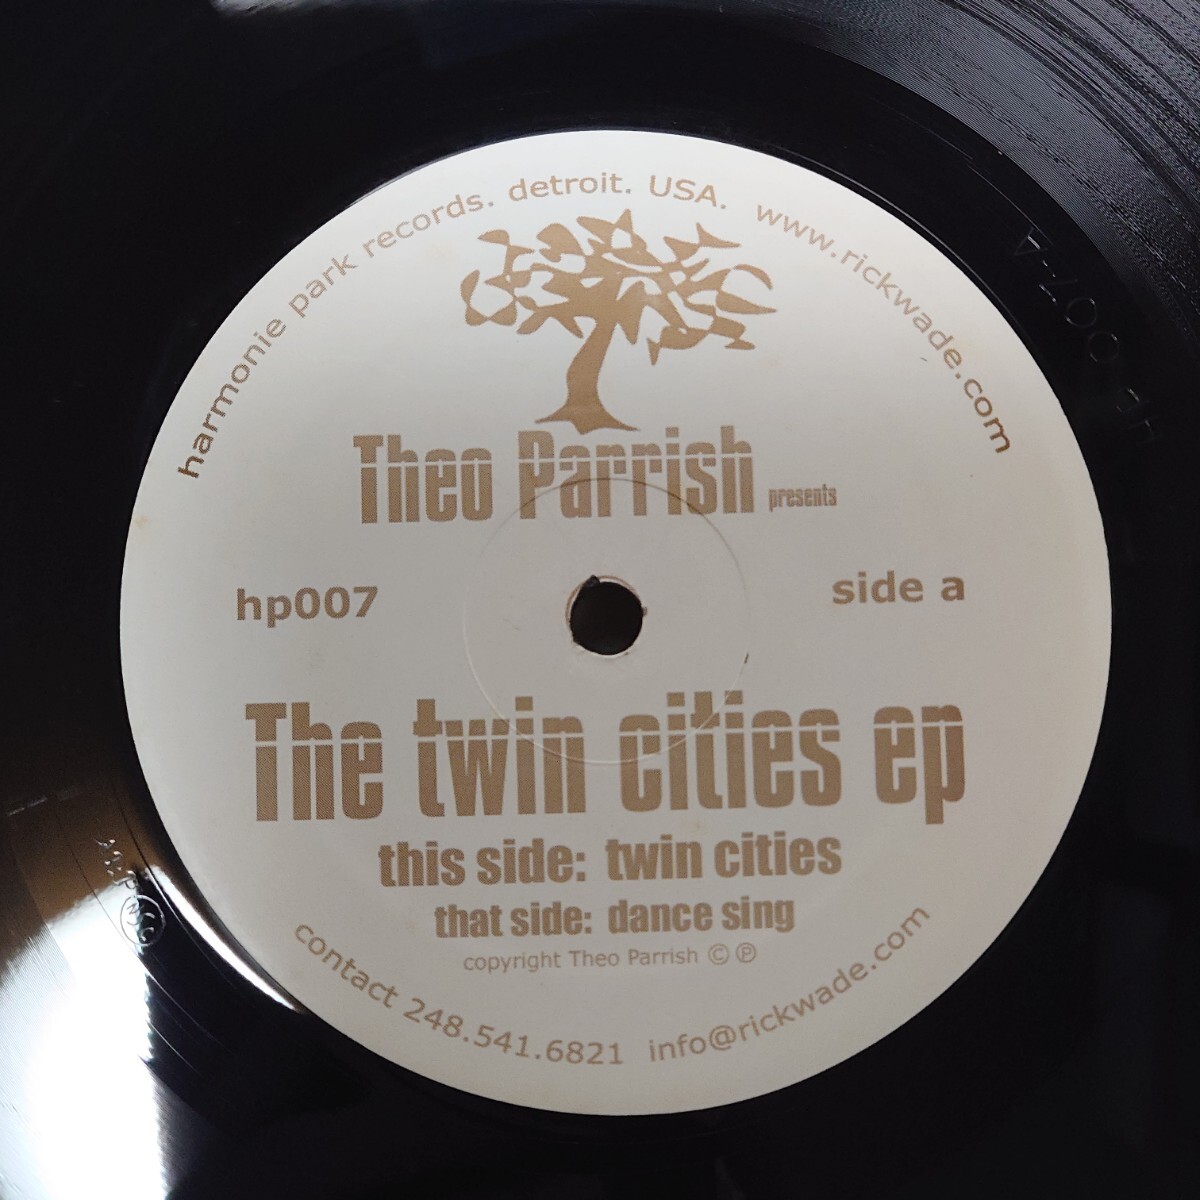 harmonie park records. detroit. USA. www.rickwade.com
Theo Parrish presents
hp007
side a
The twin cities ep
this side: twin cities
that side: dance sing
copyright Theo Parrish © ℗
contact 248.541.6821 info@rickwade.com